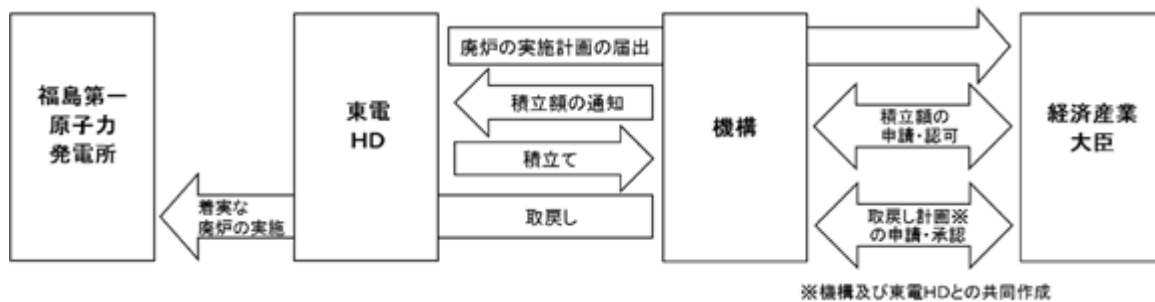 福島第一
原子力
発電所
東電
HD
機構
経済産業
大臣
廃炉の実施計画の届出
積立額の通知
積立て
取戻し
着実な
廃炉の実施
積立額の
申請・認可
取戻し計画※
の申請・承認
※機構及び東電HDとの共同作成